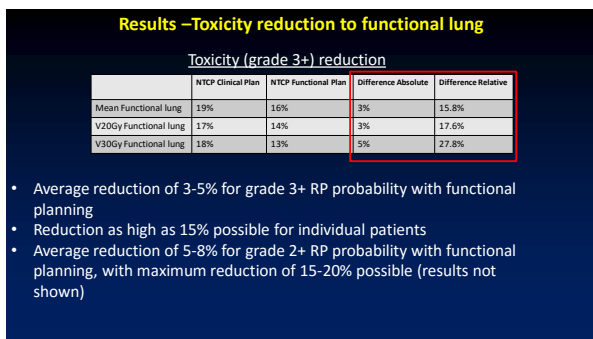 Results –Toxicity reduction to functional lung
Toxicity (grade 3+) reduction
NTCP Clinical Plan NTCP Functional Plan Difference Absolute Difference Relative
Mean Functional lung 19% 16% 3% 15.8%
V20Gy Functional lung 17% 14% 3% 17.6%
V30Gy Functional lung 18% 13% 5% 27.8%
• Average reduction of 3-5% for grade 3+ RP probability with functional
planning
• Reduction as high as 15% possible for individual patients
• Average reduction of 5-8% for grade 2+ RP probability with functional
planning, with maximum reduction of 15-20% possible (results not
shown)